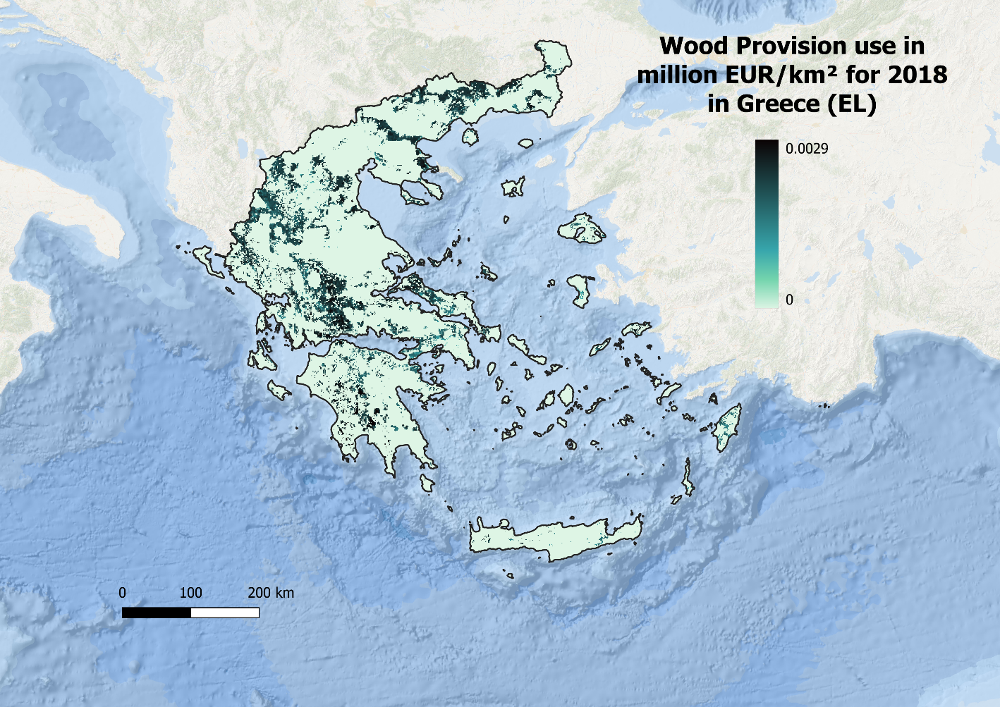 Wood Provision use in
million EUR/km² for 2018
in Greece (EL)
0.0029
0
0 100 200 km